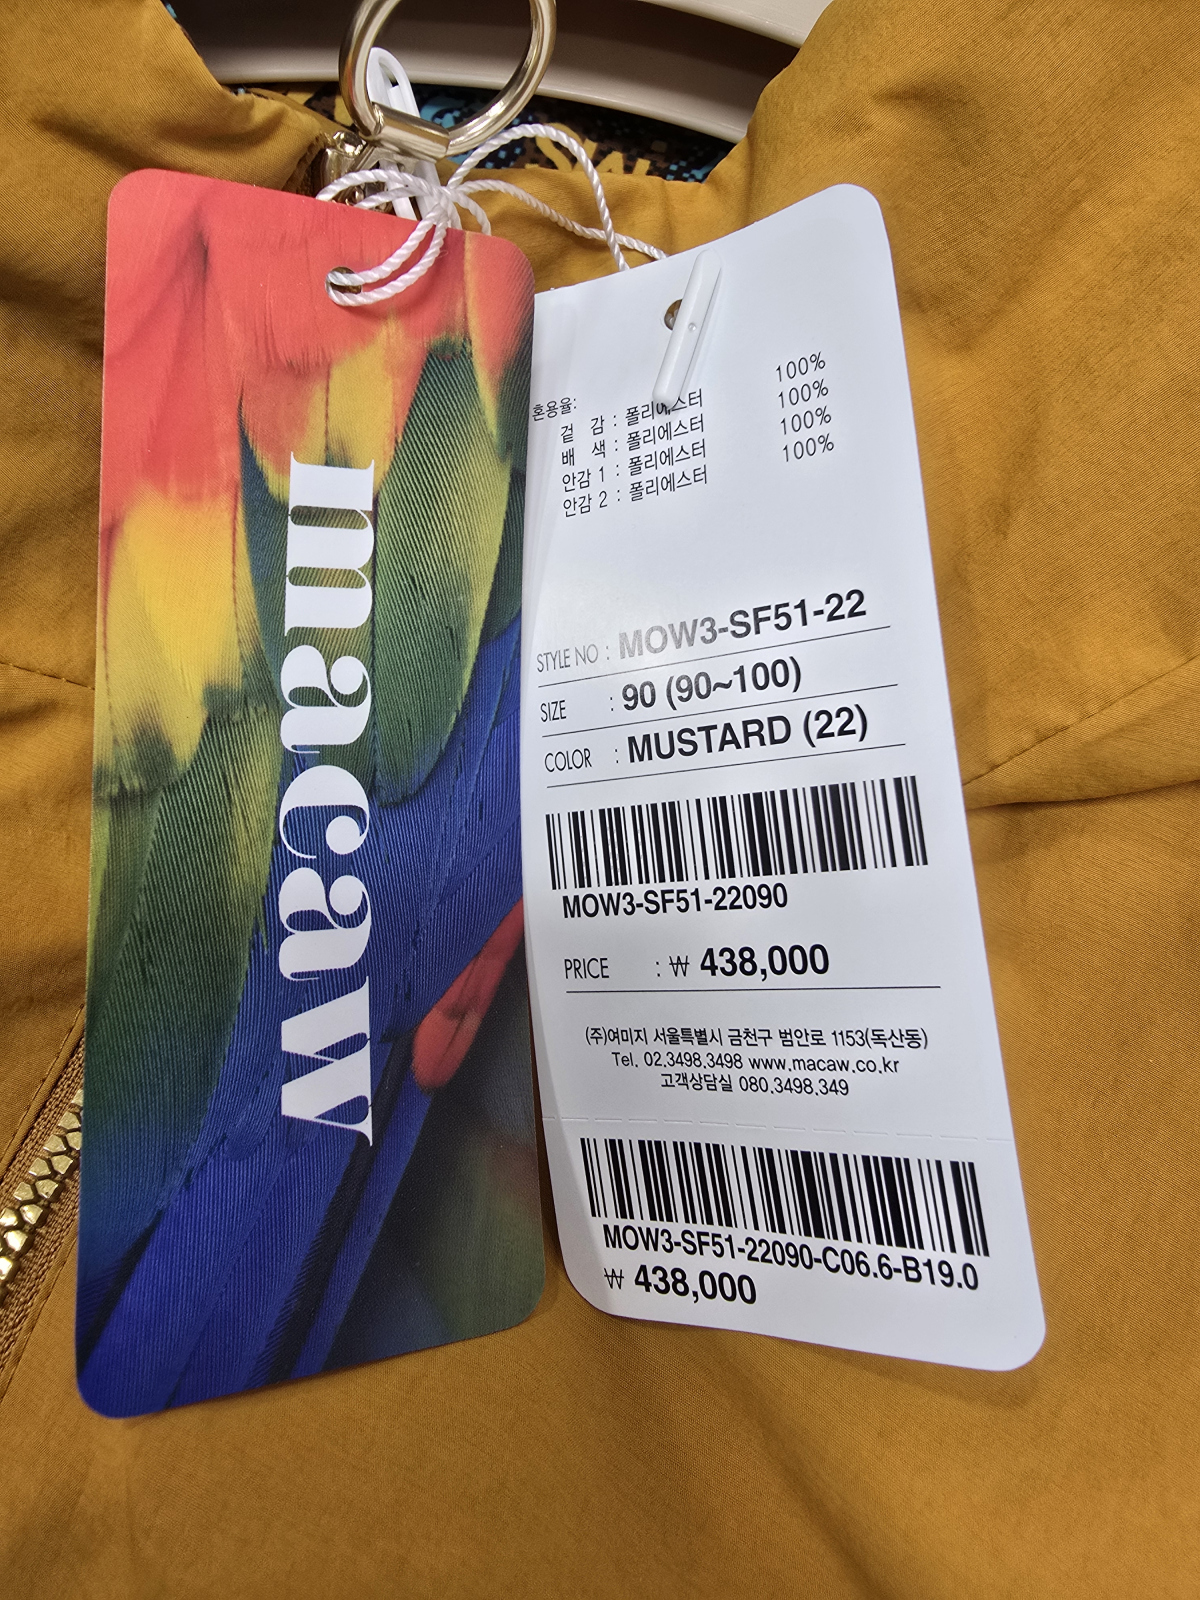 macaw
혼용율:
겉 감 : 폴리에스터 100%
배 색 : 폴리에스터 100%
안감 1 : 폴리에스터 100%
안감 2 : 폴리에스터 100%
STYLE NO : MOW3-SF51-22
SIZE : 90 (90~100)
COLOR : MUSTARD (22)
MOW3-SF51-22090
PRICE : ₩ 438,000
(주)여미지 서울특별시 금천구 범안로 1153(독산동)
Tel. 02.3498.3498 www.macaw.co.kr
고객상담실 080.3498.349
MOW3-SF51-22090-C06.6-B19.0
₩ 438,000